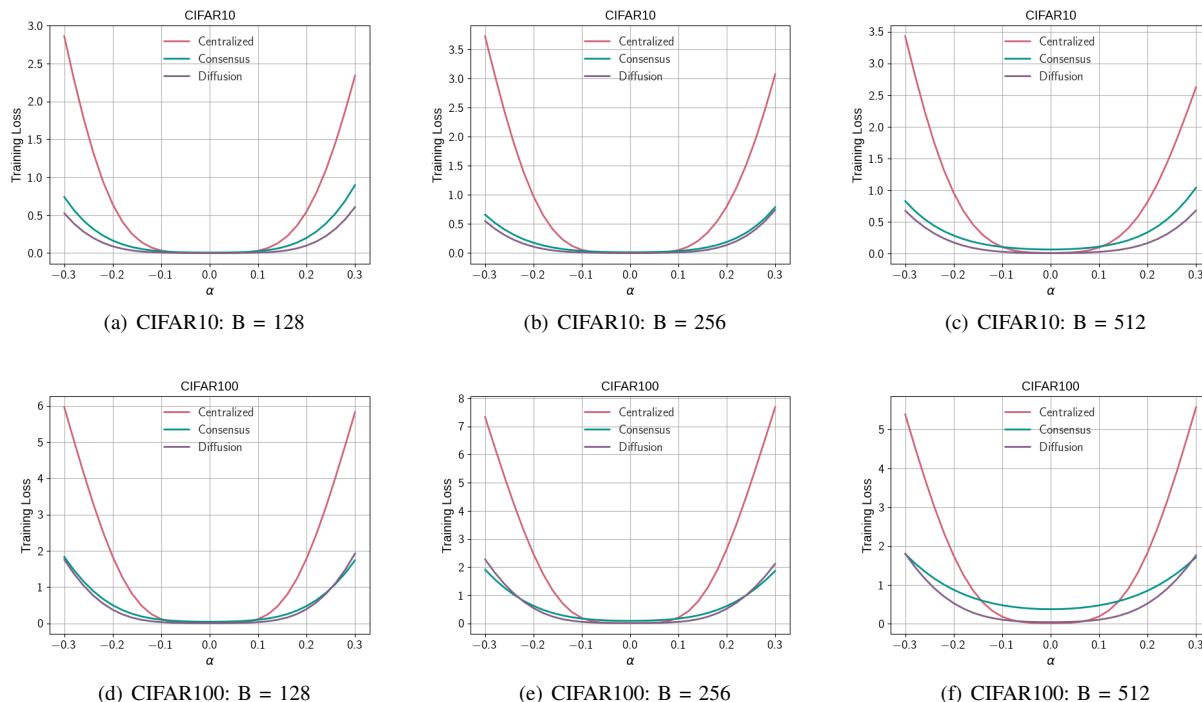 CIFAR10
Centralized
Consensus
Diffusion
Training Loss
3.0
2.5
2.0
1.5
1.0
0.5
0.0
−0.3 −0.2 −0.1 0.0 0.1 0.2 0.3
α
(a) CIFAR10: B = 128
CIFAR10
Centralized
Consensus
Diffusion
Training Loss
3.5
3.0
2.5
2.0
1.5
1.0
0.5
0.0
−0.3 −0.2 −0.1 0.0 0.1 0.2 0.3
α
(b) CIFAR10: B = 256
CIFAR10
Centralized
Consensus
Diffusion
Training Loss
3.5
3.0
2.5
2.0
1.5
1.0
0.5
0.0
−0.3 −0.2 −0.1 0.0 0.1 0.2 0.3
α
(c) CIFAR10: B = 512
CIFAR100
Centralized
Consensus
Diffusion
Training Loss
6
5
4
3
2
1
0
−0.3 −0.2 −0.1 0.0 0.1 0.2 0.3
α
(d) CIFAR100: B = 128
CIFAR100
Centralized
Consensus
Diffusion
Training Loss
8
7
6
5
4
3
2
1
0
−0.3 −0.2 −0.1 0.0 0.1 0.2 0.3
α
(e) CIFAR100: B = 256
CIFAR100
Centralized
Consensus
Diffusion
Training Loss
5
4
3
2
1
0
−0.3 −0.2 −0.1 0.0 0.1 0.2 0.3
α
(f) CIFAR100: B = 512